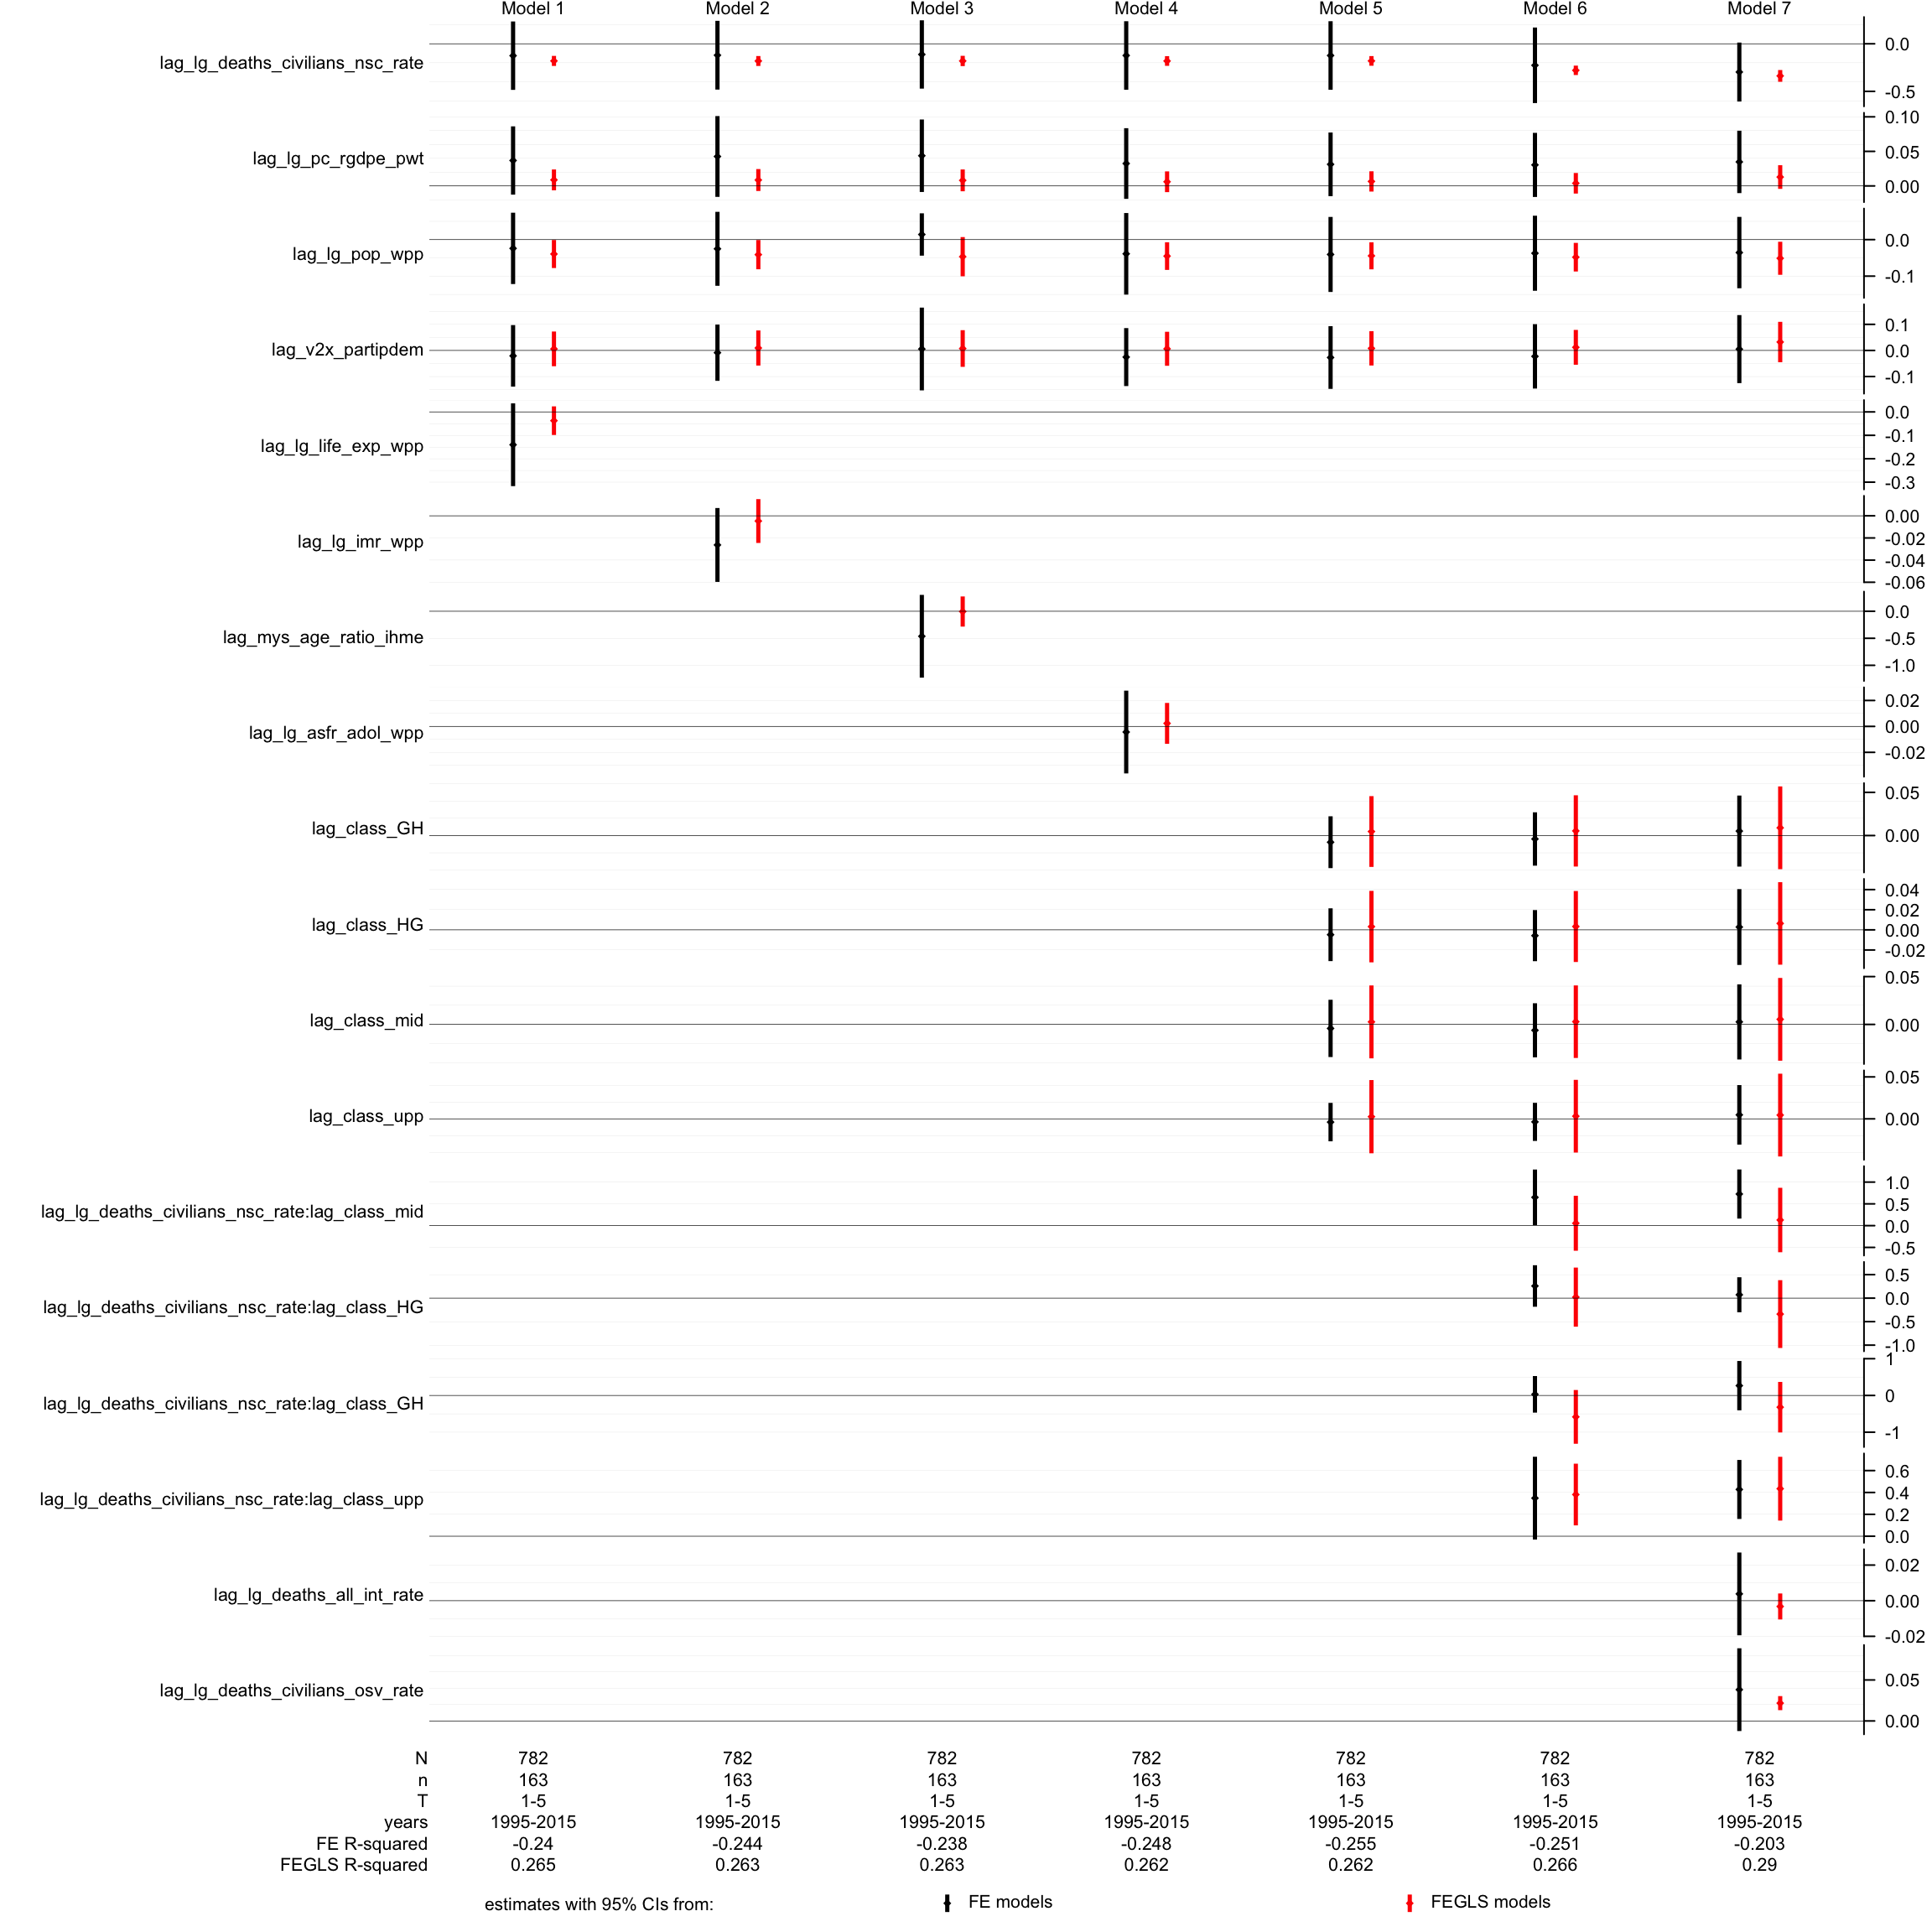 Model 1 Model 2 Model 3 Model 4 Model 5 Model 6 Model 7
lag_lg_deaths_civilians_nsc_rate
0.0
-0.5
lag_lg_pc_rgdpe_pwt
0.10
0.05
0.00
lag_lg_pop_wpp
0.0
-0.1
lag_v2x_partipdem
0.1
0.0
-0.1
lag_lg_life_exp_wpp
0.0
-0.1
-0.2
-0.3
lag_lg_imr_wpp
0.00
-0.02
-0.04
-0.06
lag_mys_age_ratio_ihme
0.0
-0.5
-1.0
lag_lg_asfr_adol_wpp
0.02
0.00
-0.02
lag_class_GH
0.05
0.00
lag_class_HG
0.04
0.02
0.00
-0.02
lag_class_mid
0.05
0.00
lag_class_upp
0.05
0.00
lag_lg_deaths_civilians_nsc_rate:lag_class_mid
1.0
0.5
0.0
-0.5
lag_lg_deaths_civilians_nsc_rate:lag_class_HG
0.5
0.0
-0.5
-1.0
lag_lg_deaths_civilians_nsc_rate:lag_class_GH
1
0
-1
lag_lg_deaths_civilians_nsc_rate:lag_class_upp
0.6
0.4
0.2
0.0
lag_lg_deaths_all_int_rate
0.02
0.00
-0.02
lag_lg_deaths_civilians_osv_rate
0.05
0.00
N 782 782 782 782 782 782 782
n 163 163 163 163 163 163 163
T 1-5 1-5 1-5 1-5 1-5 1-5 1-5
years 1995-2015 1995-2015 1995-2015 1995-2015 1995-2015 1995-2015 1995-2015
FE R-squared -0.24 -0.244 -0.238 -0.248 -0.255 -0.251 -0.203
FEGLS R-squared 0.265 0.263 0.263 0.262 0.262 0.266 0.29
estimates with 95% CIs from: FE models FEGLS models